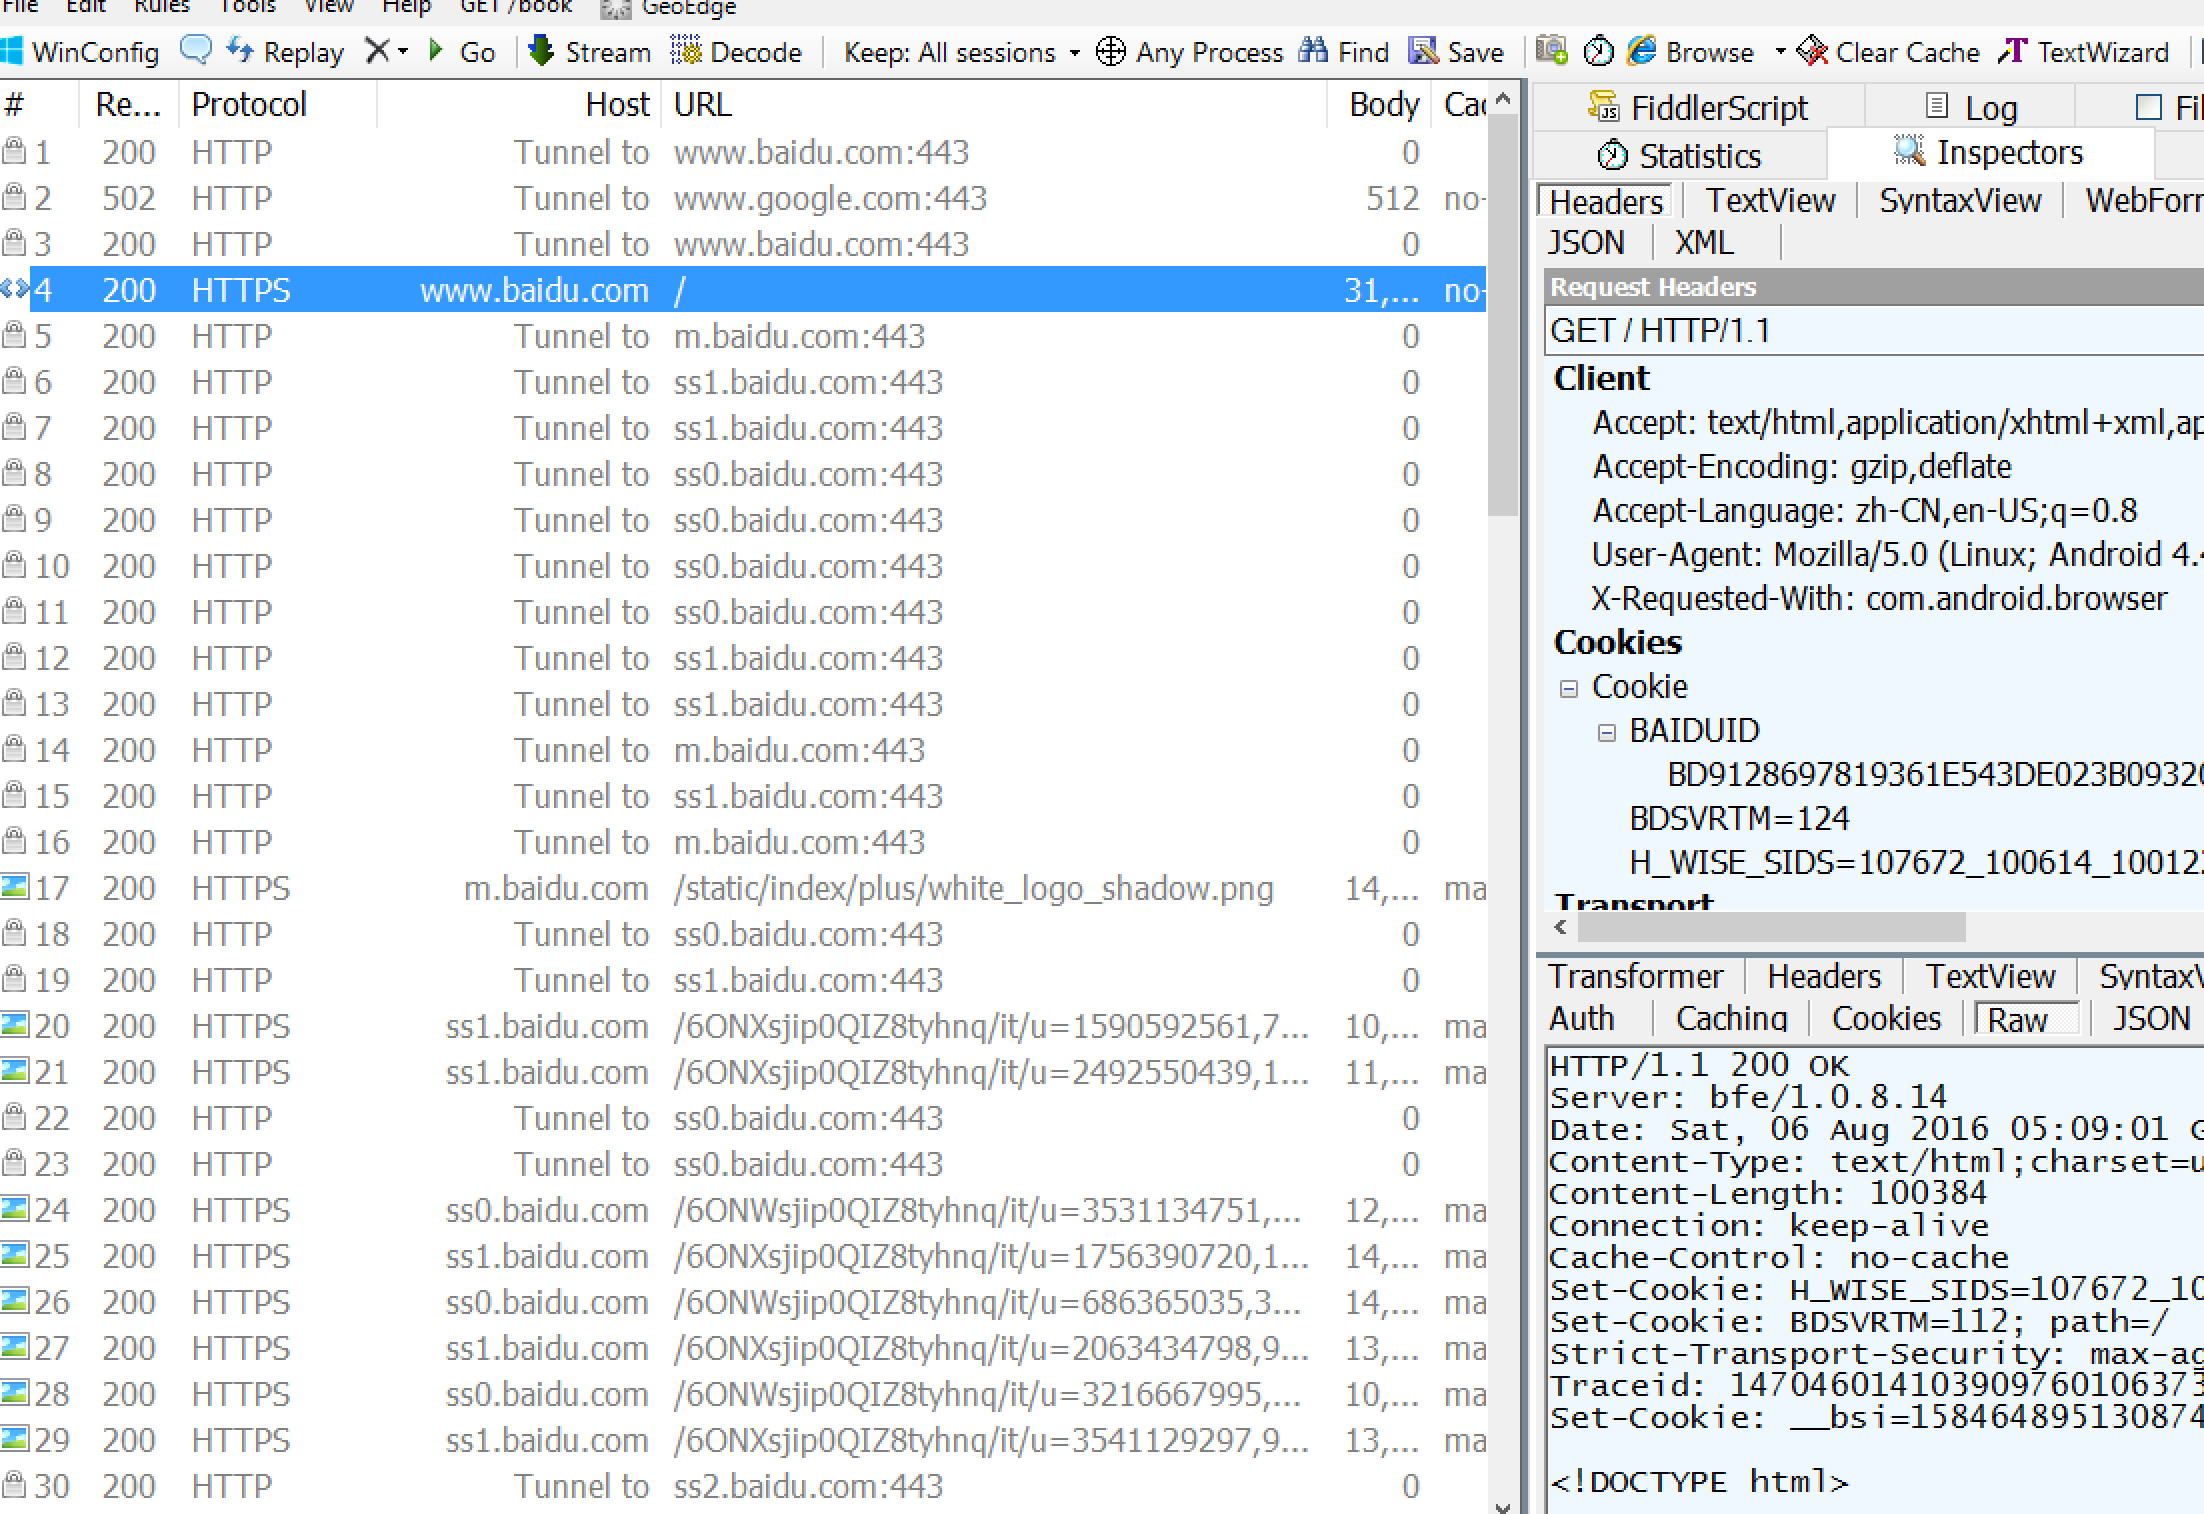 File Edit Rules Tools View Help GET /book GeoEdge
WinConfig Replay Go Stream Decode Keep: All sessions Any Process Find Save Browse Clear Cache TextWizard
# Re... Protocol Host URL Body
1 200 HTTP Tunnel to www.baidu.com:443 0
2 502 HTTP Tunnel to www.google.com:443 512 no-
3 200 HTTP Tunnel to www.baidu.com:443 0
4 200 HTTPS www.baidu.com / 31,... no-
5 200 HTTP Tunnel to m.baidu.com:443 0
6 200 HTTP Tunnel to ss1.baidu.com:443 0
7 200 HTTP Tunnel to ss1.baidu.com:443 0
8 200 HTTP Tunnel to ss0.baidu.com:443 0
9 200 HTTP Tunnel to ss0.baidu.com:443 0
10 200 HTTP Tunnel to ss0.baidu.com:443 0
11 200 HTTP Tunnel to ss0.baidu.com:443 0
12 200 HTTP Tunnel to ss1.baidu.com:443 0
13 200 HTTP Tunnel to ss1.baidu.com:443 0
14 200 HTTP Tunnel to m.baidu.com:443 0
15 200 HTTP Tunnel to ss1.baidu.com:443 0
16 200 HTTP Tunnel to m.baidu.com:443 0
17 200 HTTPS m.baidu.com /static/index/plus/white_logo_shadow.png 14,... ma
18 200 HTTP Tunnel to ss0.baidu.com:443 0
19 200 HTTP Tunnel to ss1.baidu.com:443 0
20 200 HTTPS ss1.baidu.com /6ONXsjip0QIZ8tyhnq/it/u=1590592561,7... 10,... ma
21 200 HTTPS ss1.baidu.com /6ONXsjip0QIZ8tyhnq/it/u=2492550439,1... 11,... ma
22 200 HTTP Tunnel to ss0.baidu.com:443 0
23 200 HTTP Tunnel to ss0.baidu.com:443 0
24 200 HTTPS ss0.baidu.com /6ONWsjip0QIZ8tyhnq/it/u=3531134751,... 12,... ma
25 200 HTTPS ss1.baidu.com /6ONXsjip0QIZ8tyhnq/it/u=1756390720,1... 14,... ma
26 200 HTTPS ss0.baidu.com /6ONWsjip0QIZ8tyhnq/it/u=686365035,3... 14,... ma
27 200 HTTPS ss1.baidu.com /6ONXsjip0QIZ8tyhnq/it/u=2063434798,9... 13,... ma
28 200 HTTPS ss0.baidu.com /6ONWsjip0QIZ8tyhnq/it/u=3216667995,... 10,... ma
29 200 HTTPS ss1.baidu.com /6ONXsjip0QIZ8tyhnq/it/u=3541129297,9... 13,... ma
30 200 HTTP Tunnel to ss2.baidu.com:443 0
FiddlerScript Log Fil
Statistics Inspectors
Headers TextView SyntaxView WebForm
JSON XML
Request Headers
GET / HTTP/1.1
Client
Accept: text/html,application/xhtml+xml,ap
Accept-Encoding: gzip,deflate
Accept-Language: zh-CN,en-US;q=0.8
User-Agent: Mozilla/5.0 (Linux; Android 4.4
X-Requested-With: com.android.browser
Cookies
Cookie
BAIDUID
BD9128697819361E543DE023B09320
BDSVRTM=124
H_WISE_SIDS=107672_100614_100122
Transport
Transformer Headers TextView SyntaxV
Auth Caching Cookies Raw JSON
HTTP/1.1 200 OK
Server: bfe/1.0.8.14
Date: Sat, 06 Aug 2016 05:09:01 G
Content-Type: text/html;charset=u
Content-Length: 100384
Connection: keep-alive
Cache-Control: no-cache
Set-Cookie: H_WISE_SIDS=107672_10
Set-Cookie: BDSVRTM=112; path=/
Strict-Transport-Security: max-ag
Traceid: 147046014103909760106373
Set-Cookie: __bsi=158464895130874
<!DOCTYPE html>